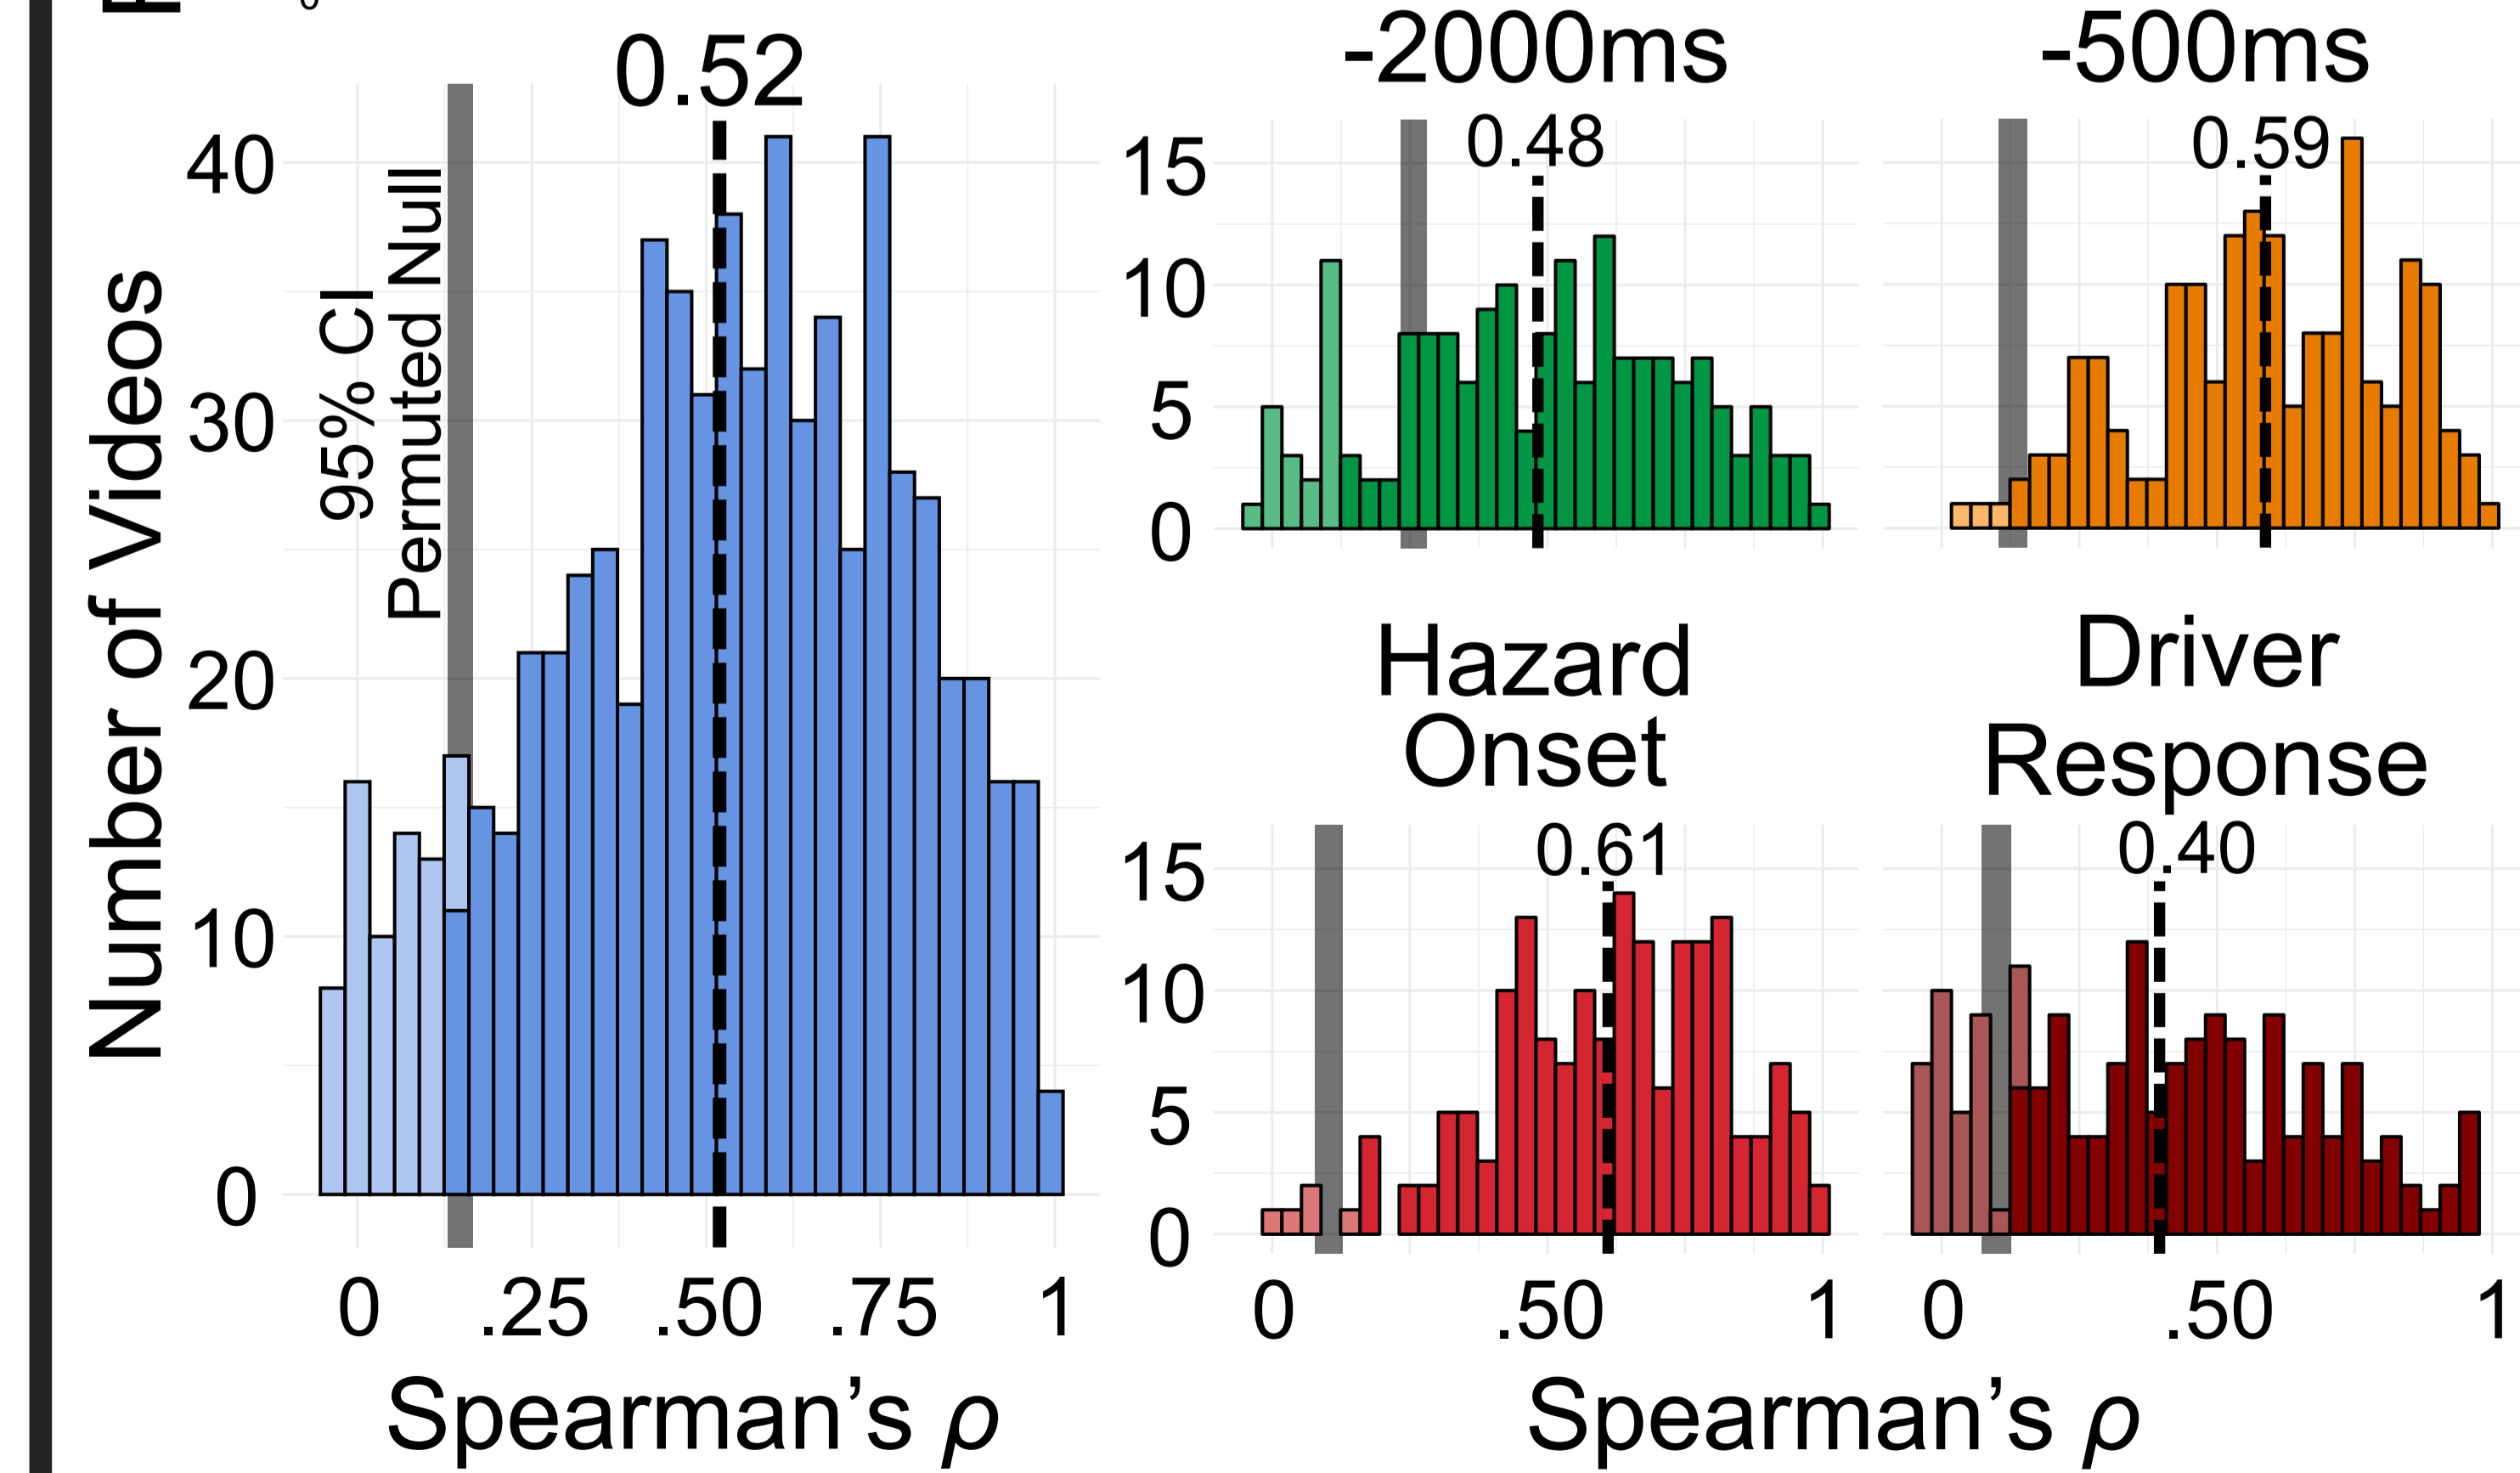 0.52
Number of Videos
40
30
20
10
0
95% CI
Permuted Null
0
.25
.50
.75
1
Spearman's ρ
-2000ms
0.48
15
10
5
0
-500ms
0.59
Hazard
Onset
0.61
15
10
5
0
0
.50
1
Driver
Response
0.40
0
.50
1
Spearman's ρ